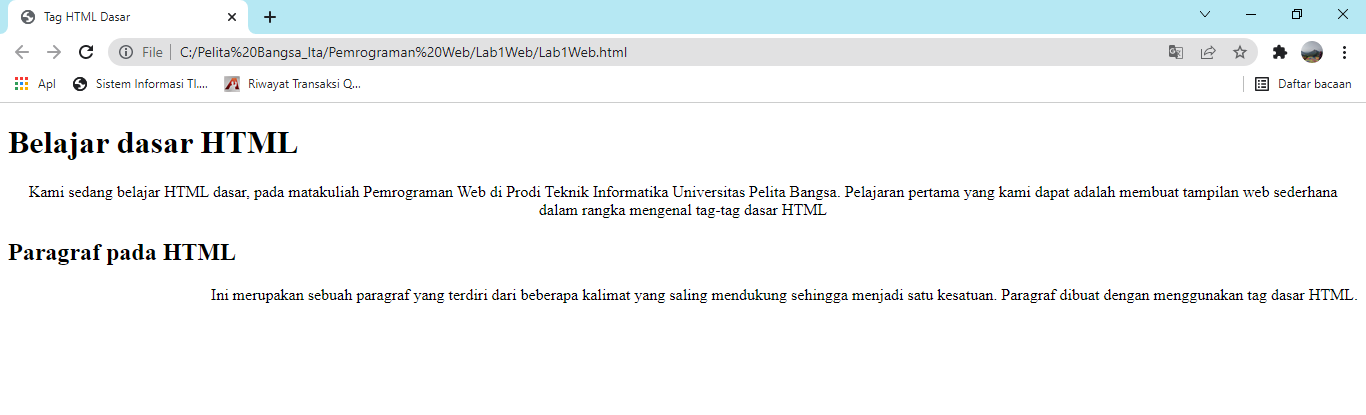 Tag HTML Dasar
File | C:/Pelita%20Bangsa_Ita/Pemrograman%20Web/Lab1Web/Lab1Web.html
Apl Sistem Informasi TI.... Riwayat Transaksi Q... Daftar bacaan
Belajar dasar HTML
Kami sedang belajar HTML dasar, pada matakuliah Pemrograman Web di Prodi Teknik Informatika Universitas Pelita Bangsa. Pelajaran pertama yang kami dapat adalah membuat tampilan web sederhana
dalam rangka mengenal tag-tag dasar HTML
Paragraf pada HTML
Ini merupakan sebuah paragraf yang terdiri dari beberapa kalimat yang saling mendukung sehingga menjadi satu kesatuan. Paragraf dibuat dengan menggunakan tag dasar HTML.